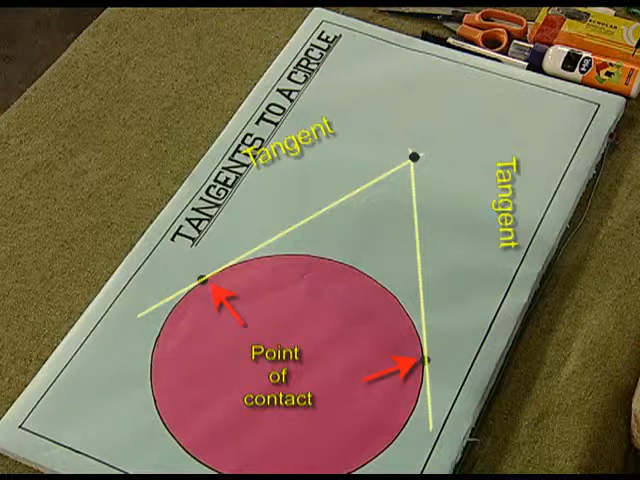 TANGENTS TO A CIRCLE
Tangent
Tangent
Point
of
contact